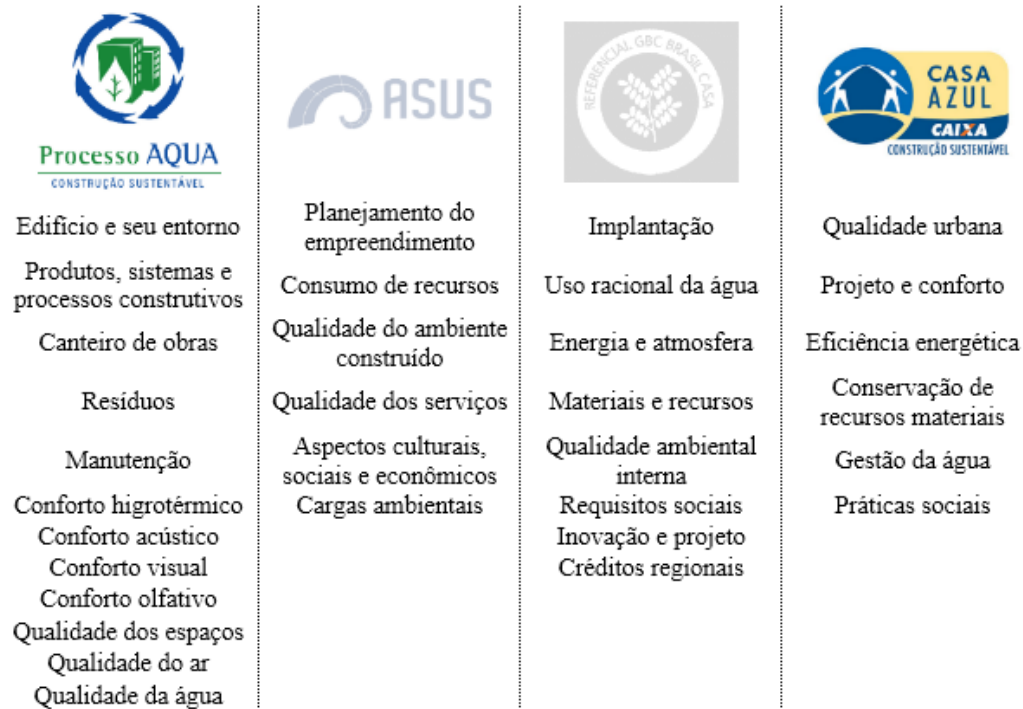 Processo AQUA
CONSTRUÇÃO SUSTENTÁVEL
Edifício e seu entorno
Produtos, sistemas e
processos construtivos
Canteiro de obras
Resíduos
Manutenção
Conforto higrotérmico
Conforto acústico
Conforto visual
Conforto olfativo
Qualidade dos espaços
Qualidade do ar
Qualidade da água
ASUS
Planejamento do
empreendimento
Consumo de recursos
Qualidade do ambiente
construído
Qualidade dos serviços
Aspectos culturais,
sociais e econômicos
Cargas ambientais
REFERENCIAL GBC BRASIL CASA
Implantação
Uso racional da água
Energia e atmosfera
Materiais e recursos
Qualidade ambiental
interna
Requisitos sociais
Inovação e projeto
Créditos regionais
CASA
AZUL
CAIXA
CONSTRUÇÃO SUSTENTÁVEL
Qualidade urbana
Projeto e conforto
Eficiência energética
Conservação de
recursos materiais
Gestão da água
Práticas sociais